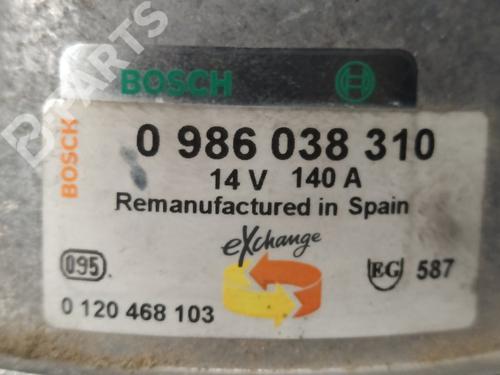 B-PARTS
BOSCH
BOSCH
0 986 038 310
14 V 140 A
Remanufactured in Spain
eXchange
095
EG 587
0 120 468 103